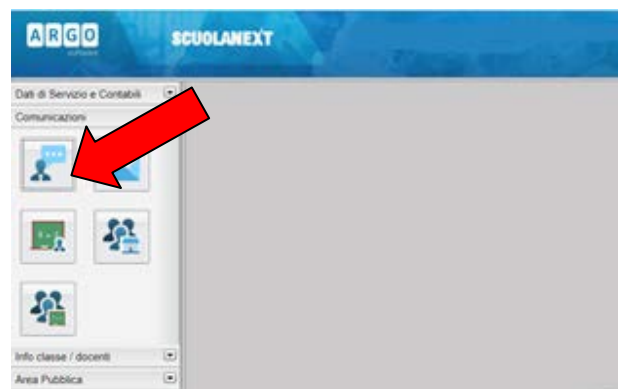 ARGO
software
SCUOLANEXT
Dati di Servizio e Contabili
Comunicazioni
Info classe / docenti
Area Pubblica